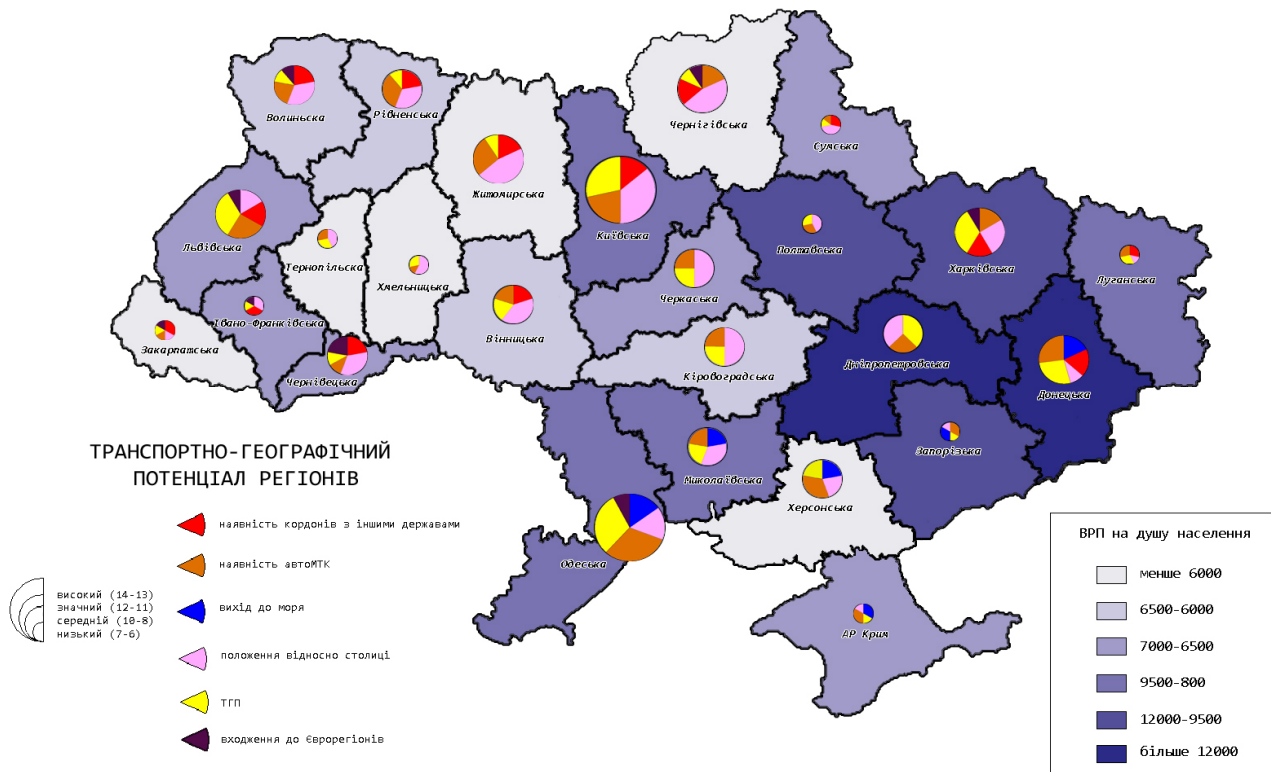 Волиньска
Рівненська
Чернігівська
Сумська
Житомирська
Київська
Львівська
Тернопільска
Хмельницька
Полтавська
Харківська
Луганська
Черкаська
Івано-Франківська
Вінницька
Закарпатська
Чернівецька
Кіровоградська
Дніпропетровська
Донецька
Запорізька
Миколаївська
Херсонська
Одеська
АР Крим
ТРАНСПОРТНО-ГЕОГРАФІЧНИЙ
ПОТЕНЦІАЛ РЕГІОНІВ
наявність кордонів з іншими державами
наявність автоМТК
вихід до моря
положення відносно столиці
ТГП
входження до Єврорегіонів
високий (14-13)
значний (12-11)
середній (10-8)
низький (7-6)
ВРП на душу населення
менше 6000
6500-6000
7000-6500
9500-800
12000-9500
більше 12000